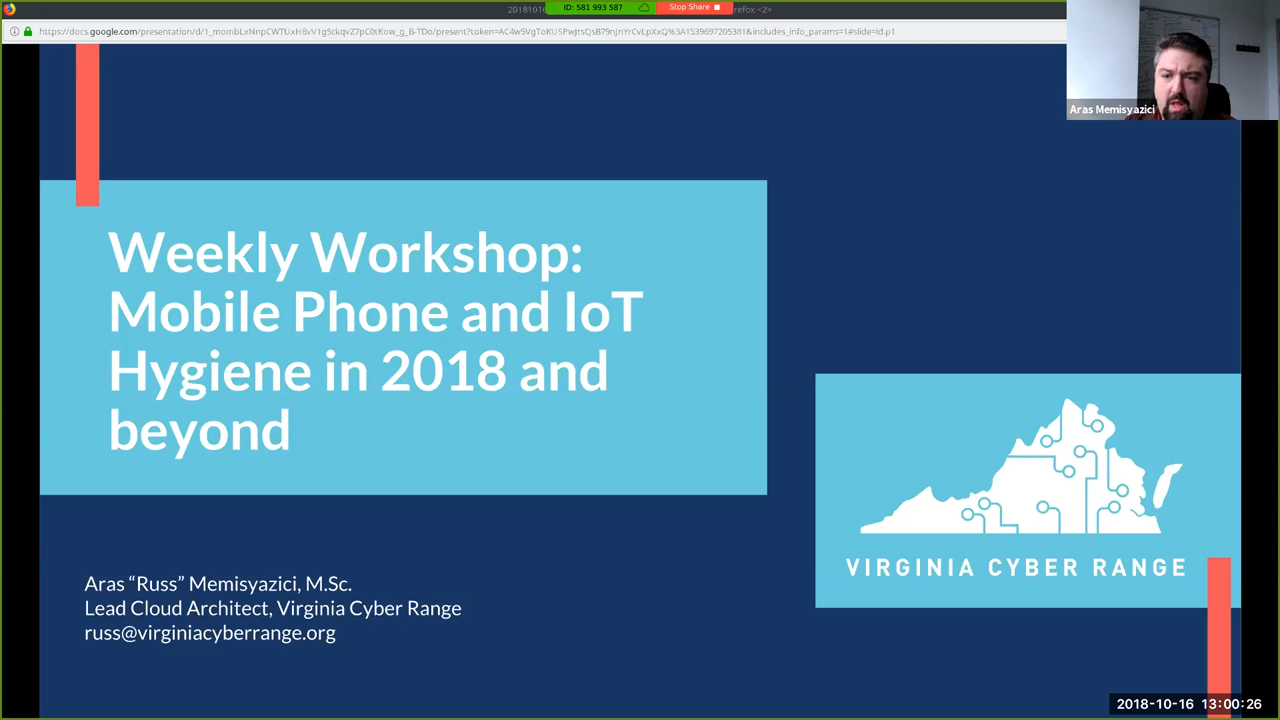 ID: 581 993 587
Stop Share
Aras Memisyazici
Weekly Workshop:
Mobile Phone and IoT
Hygiene in 2018 and
beyond
VIRGINIA CYBER RANGE
Aras “Russ” Memisyazici, M.Sc.
Lead Cloud Architect, Virginia Cyber Range
russ@virginiacyberrange.org
2018-10-16 13:00:26